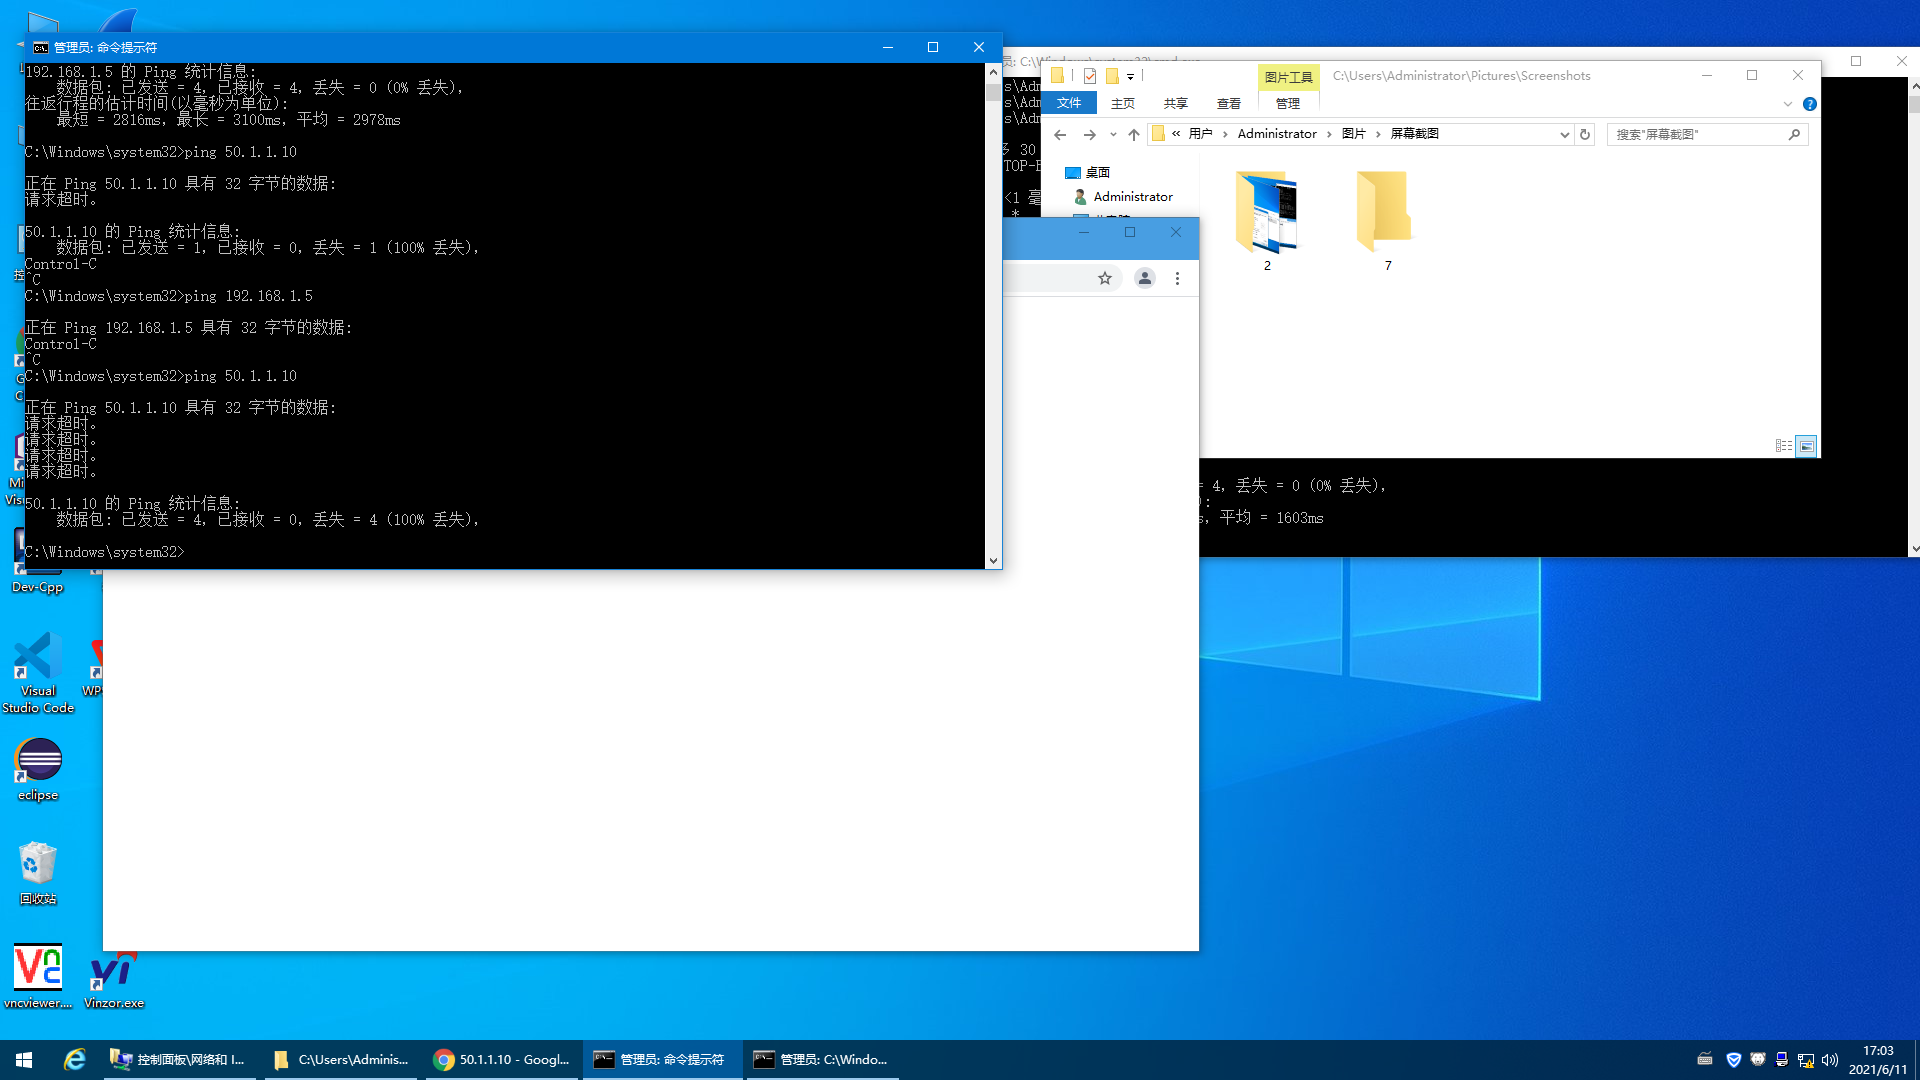 管理员: 命令提示符
192.168.1.5 的 Ping 统计信息:
数据包: 已发送 = 4, 已接收 = 4, 丢失 = 0 (0% 丢失),
往返行程的估计时间(以毫秒为单位):
最短 = 2816ms, 最长 = 3100ms, 平均 = 2978ms
C:\Windows\system32>ping 50.1.1.10
正在 Ping 50.1.1.10 具有 32 字节的数据:
请求超时。
50.1.1.10 的 Ping 统计信息:
数据包: 已发送 = 1, 已接收 = 0, 丢失 = 1 (100% 丢失),
Control-C
^C
C:\Windows\system32>ping 192.168.1.5
正在 Ping 192.168.1.5 具有 32 字节的数据:
Control-C
^C
C:\Windows\system32>ping 50.1.1.10
正在 Ping 50.1.1.10 具有 32 字节的数据:
请求超时。
请求超时。
请求超时。
请求超时。
50.1.1.10 的 Ping 统计信息:
数据包: 已发送 = 4, 已接收 = 0, 丢失 = 4 (100% 丢失),
C:\Windows\system32>
图片工具
C:\Users\Administrator\Pictures\Screenshots
文件
主页
共享
查看
管理
« 用户 › Administrator › 图片 › 屏幕截图
搜索"屏幕截图"
桌面
Administrator
2
7
s\Adm
s\Adm
s\Adm
30
TOP-E
<1 毫
*
= 4, 丢失 = 0 (0% 丢失),
):
s, 平均 = 1603ms
Dev-Cpp
Visual
Studio Code
WP
eclipse
回收站
vncviewer....
Vinzor.exe
控制面板\网络和 I...
C:\Users\Adminis...
50.1.1.10 - Googl...
管理员: 命令提示符
管理员: C:\Windo...
17:03
2021/6/11